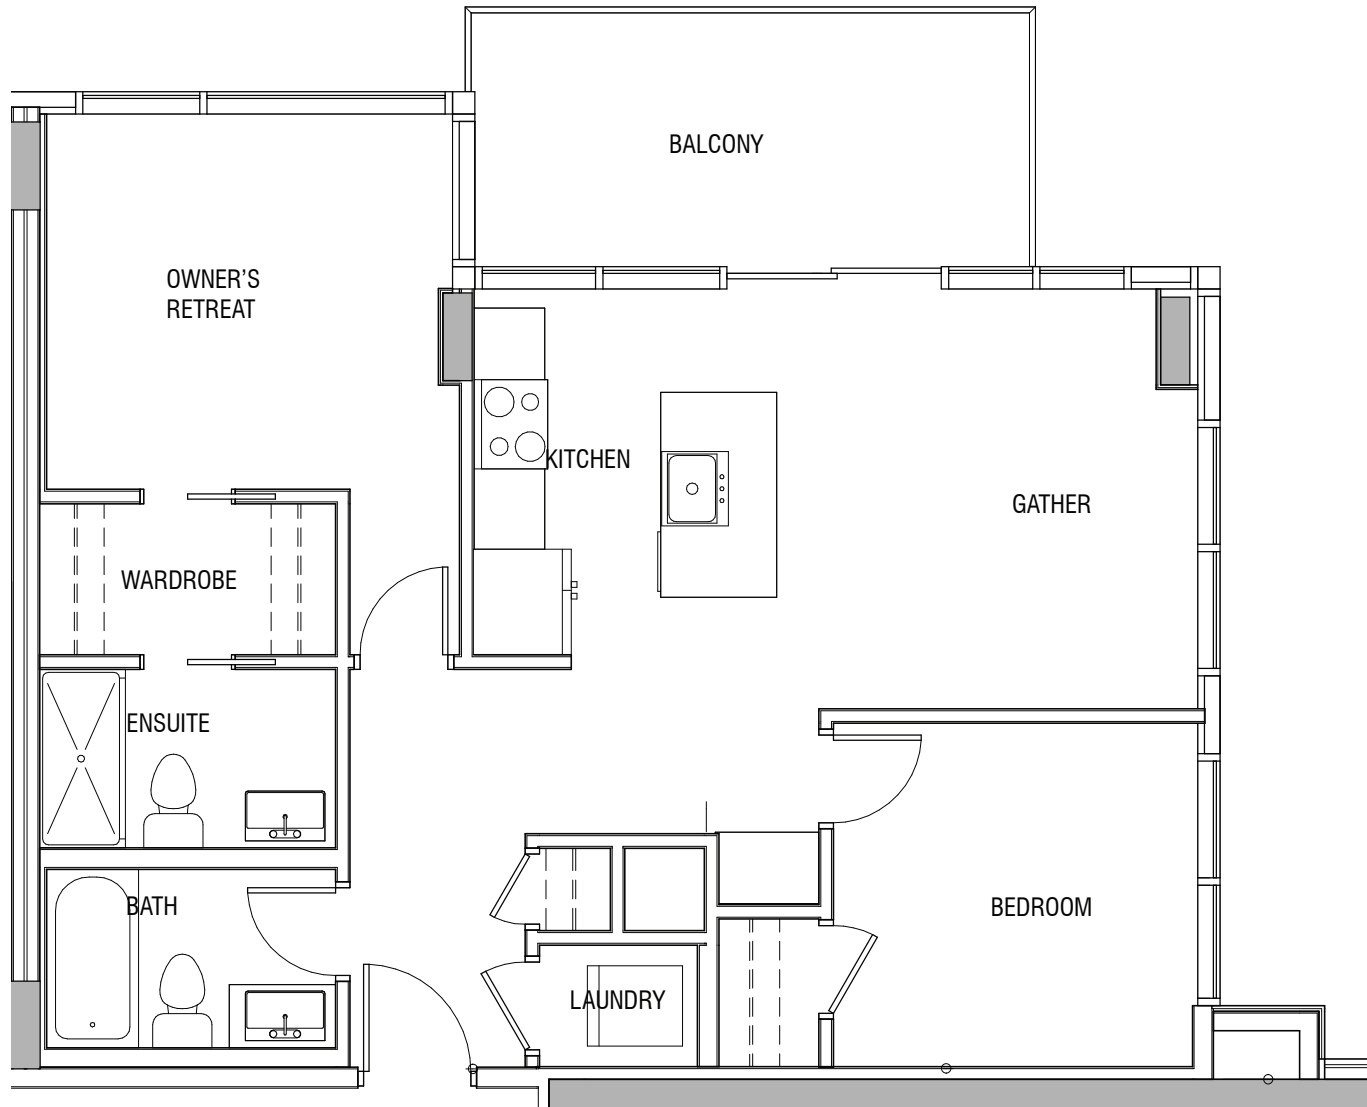 BALCONY
OWNER'S
RETREAT
KITCHEN
GATHER
WARDROBE
ENSUITE
BATH
BEDROOM
LAUNDRY